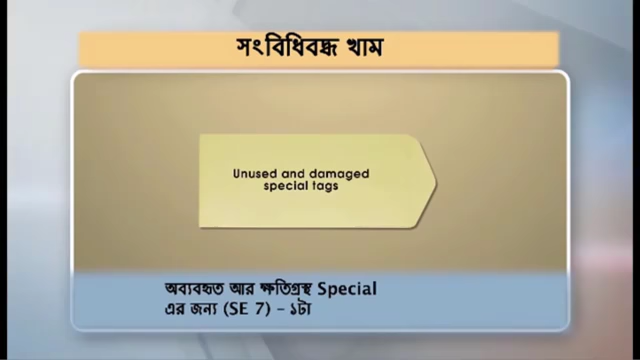 সংবিধিবদ্ধ খাম
Unused and damaged
special tags
অব্যবহৃত আর ক্ষতিগ্রস্থ Special
এর জন্য (SE 7) – ১টা